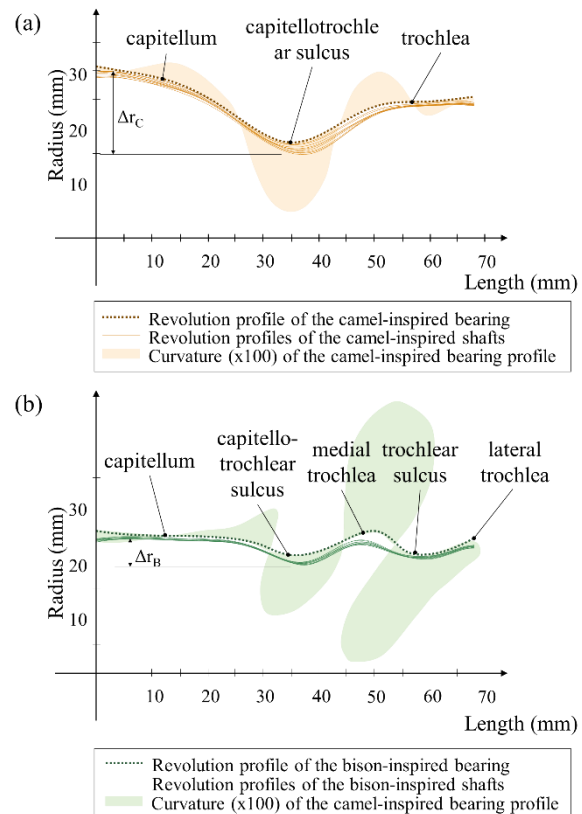 (a)
capitellum
capitellotrochle
ar sulcus
trochlea
Radius (mm)
30
20
10
Δr_C
10 20 30 40 50 60 70
Length (mm)
Revolution profile of the camel-inspired bearing
Revolution profiles of the camel-inspired shafts
Curvature (x100) of the camel-inspired bearing profile
(b)
capitellum
capitello-
trochlear
sulcus
medial
trochlea
trochlear
sulcus
lateral
trochlea
Radius (mm)
30
20
10
Δr_B
10 20 30 40 50 60 70
Length (mm)
Revolution profile of the bison-inspired bearing
Revolution profiles of the bison-inspired shafts
Curvature (x100) of the camel-inspired bearing profile